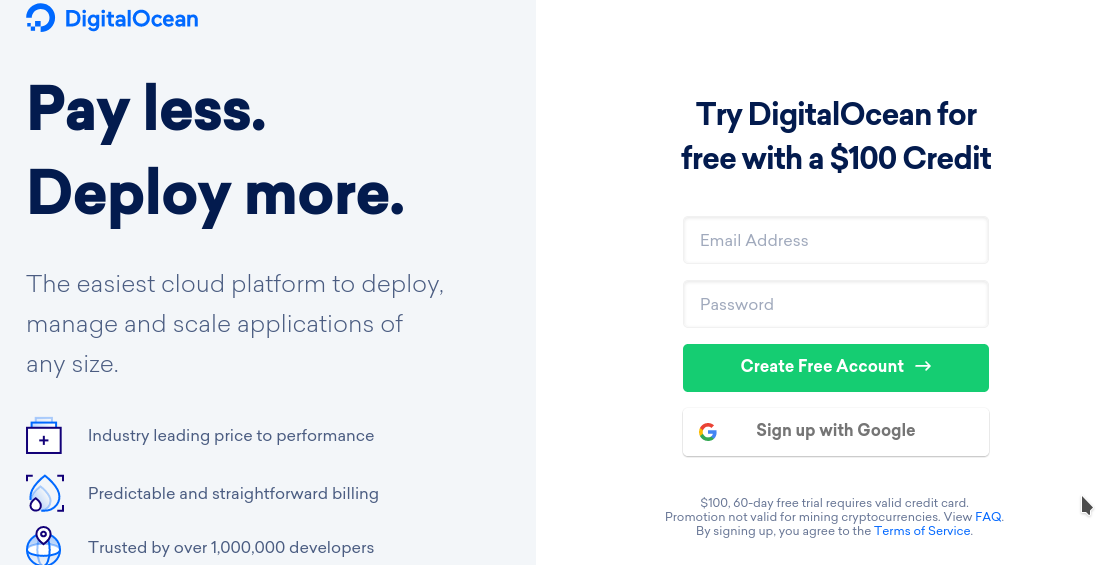 DigitalOcean
Pay less.
Deploy more.
The easiest cloud platform to deploy,
manage and scale applications of
any size.
Industry leading price to performance
Predictable and straightforward billing
Trusted by over 1,000,000 developers
Try DigitalOcean for
free with a $100 Credit
Email Address
Password
Create Free Account →
Sign up with Google
$100, 60-day free trial requires valid credit card.
Promotion not valid for mining cryptocurrencies. View FAQ.
By signing up, you agree to the Terms of Service.